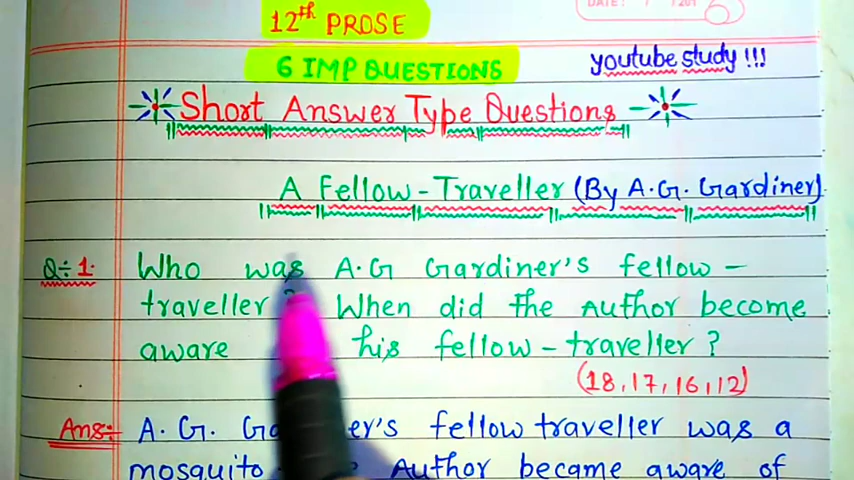 DATE: / /201
12th PROSE
6 IMP QUESTIONS
youtube study !!!
Short Answer Type Questions
A Fellow-Traveller (By A.G. Gardiner)
Q÷1. Who was A.G Gardiner's fellow-
traveller? When did the Author become
aware his fellow-traveller?
(18,17,16,12)
Ans:- A. G. fellow traveller was a
mosquito Author became aware of